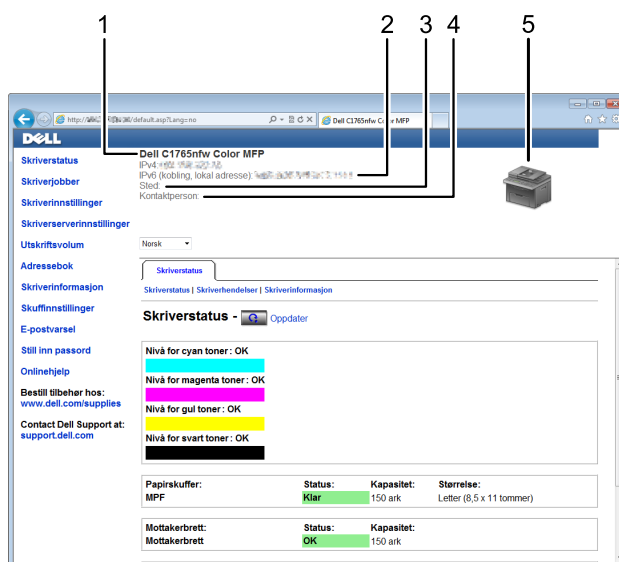 1 2 3 4 5
/default.asp?Lang=no
Dell C1765nfw Color MFP
DELL
Dell C1765nfw Color MFP
IPv4:
IPv6 (kobling, lokal adresse):
Sted:
Kontaktperson:
Skriverstatus
Skriverjobber
Skriverinnstillinger
Skriverserverinnstillinger
Utskriftsvolum
Adressebok
Skriverinformasjon
Skuffinnstillinger
E-postvarsel
Still inn passord
Onlinehjelp
Bestill tilbehør hos:
www.dell.com/supplies
Contact Dell Support at:
support.dell.com
Norsk
Skriverstatus
Skriverstatus | Skriverhendelser | Skriverinformasjon
Skriverstatus - Oppdater
Nivå for cyan toner: OK
Nivå for magenta toner: OK
Nivå for gul toner: OK
Nivå for svart toner: OK
Papirskuffer: Status: Kapasitet: Størrelse:
MPF Klar 150 ark Letter (8,5 x 11 tommer)
Mottakerbrett: Status: Kapasitet:
Mottakerbrett OK 150 ark